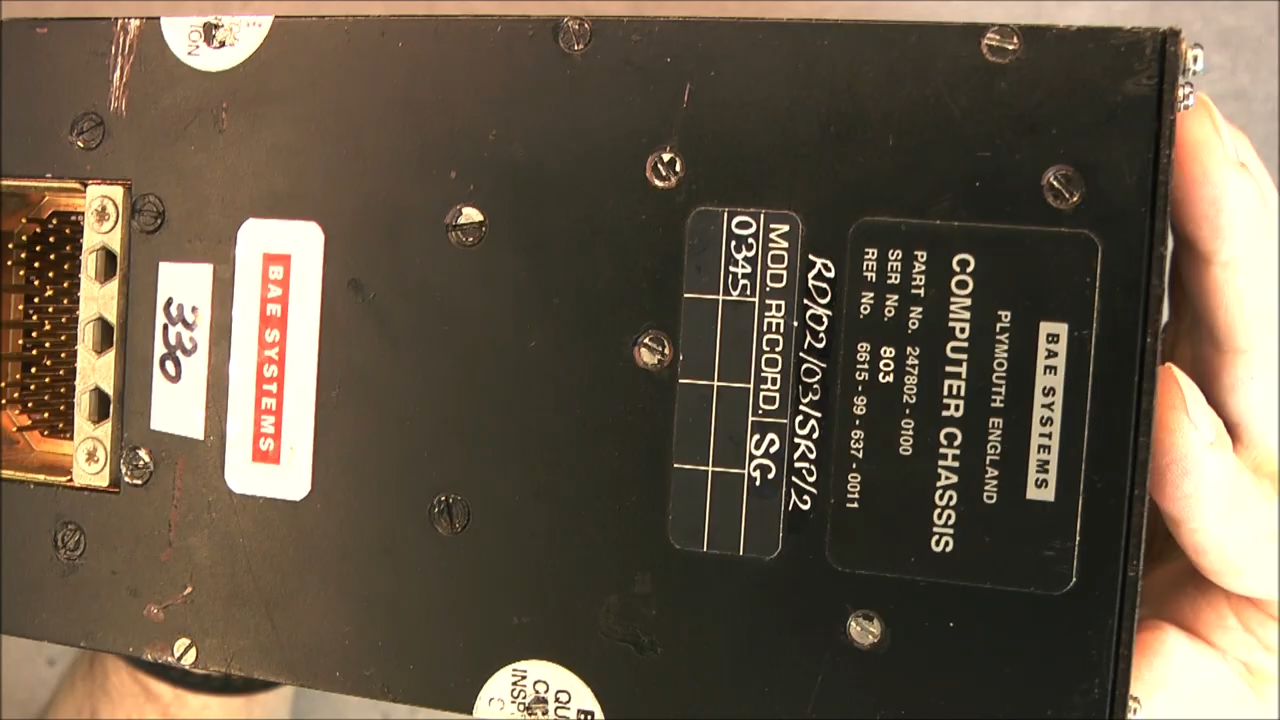 BAE SYSTEMS
PLYMOUTH ENGLAND
COMPUTER CHASSIS
PART No. 247802-0100
SER No. 803
REF No. 6615-99-637-0011
RD/02/03/SRP/2
MOD. RECORD. SG
0345
BAE SYSTEMS
330